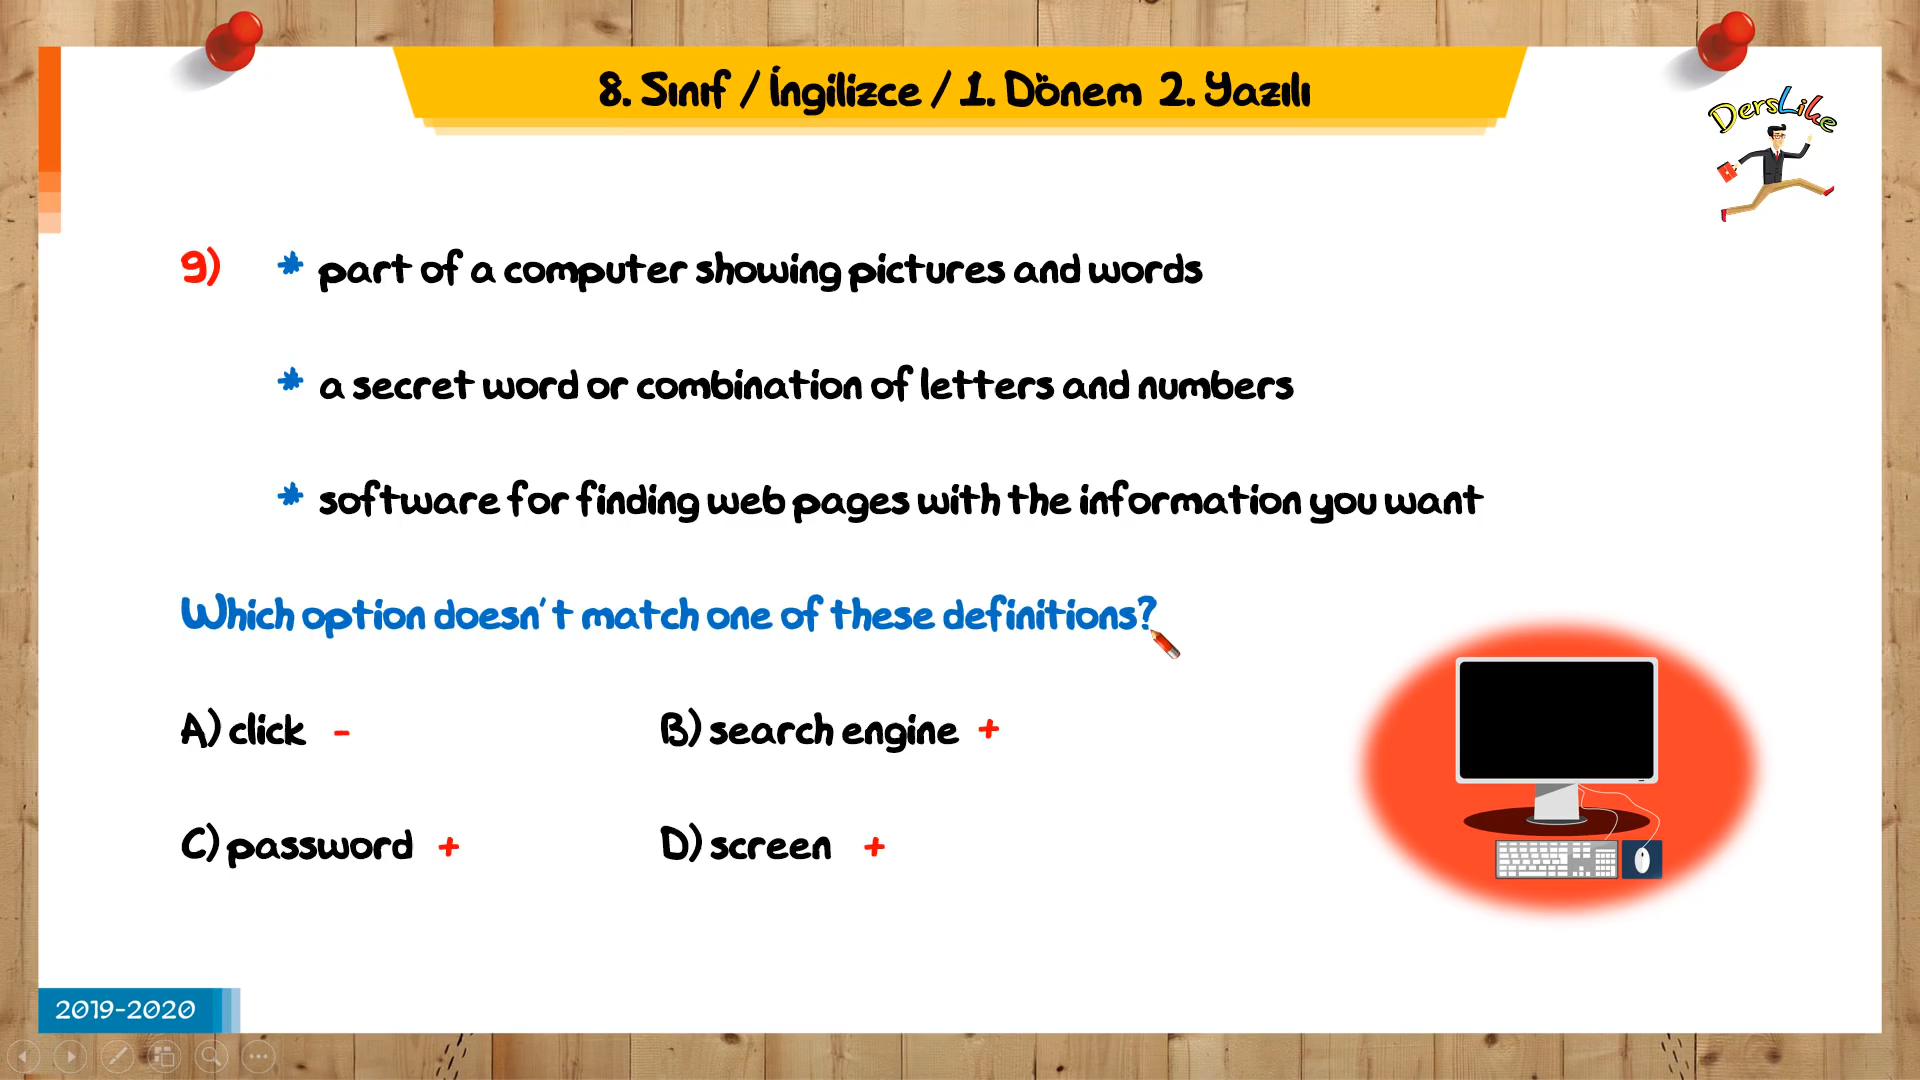 8. Sınıf / İngilizce / 1. Dönem 2. Yazılı
DersLike
9) * part of a computer showing pictures and words
* a secret word or combination of letters and numbers
* software for finding web pages with the information you want
Which option doesn't match one of these definitions?
A) click - B) search engine +
C) password + D) screen +
2019-2020